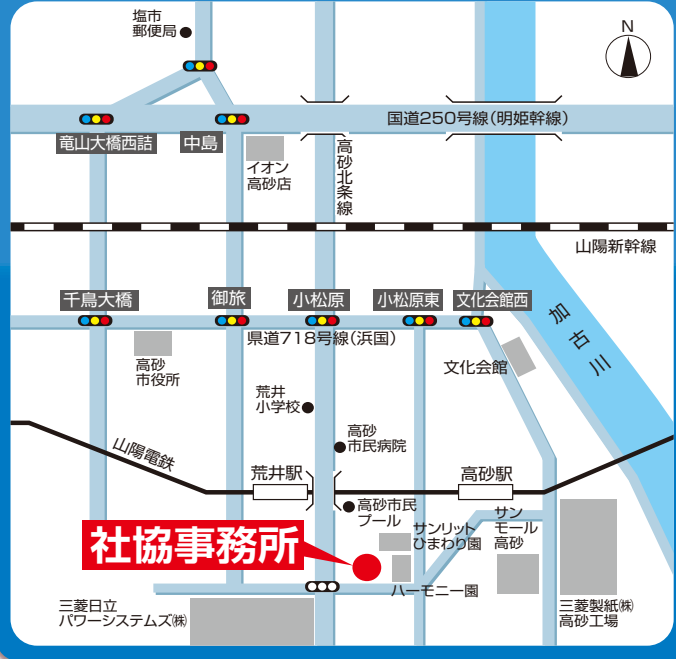 塩市
郵便局
N
国道250号線(明姫幹線)
竜山大橋西詰
中島
イオン
高砂店
高砂北条線
山陽新幹線
千鳥大橋
御旅
小松原
小松原東
文化会館西
加古川
県道718号線(浜国)
高砂
市役所
文化会館
荒井
小学校
高砂
市民病院
山陽電鉄
荒井駅
高砂駅
高砂市民
プール
サンリット
ひまわり園
サン
モール
高砂
社協事務所
ハーモニー園
三菱日立
パワーシステムズ㈱
三菱製紙㈱
高砂工場